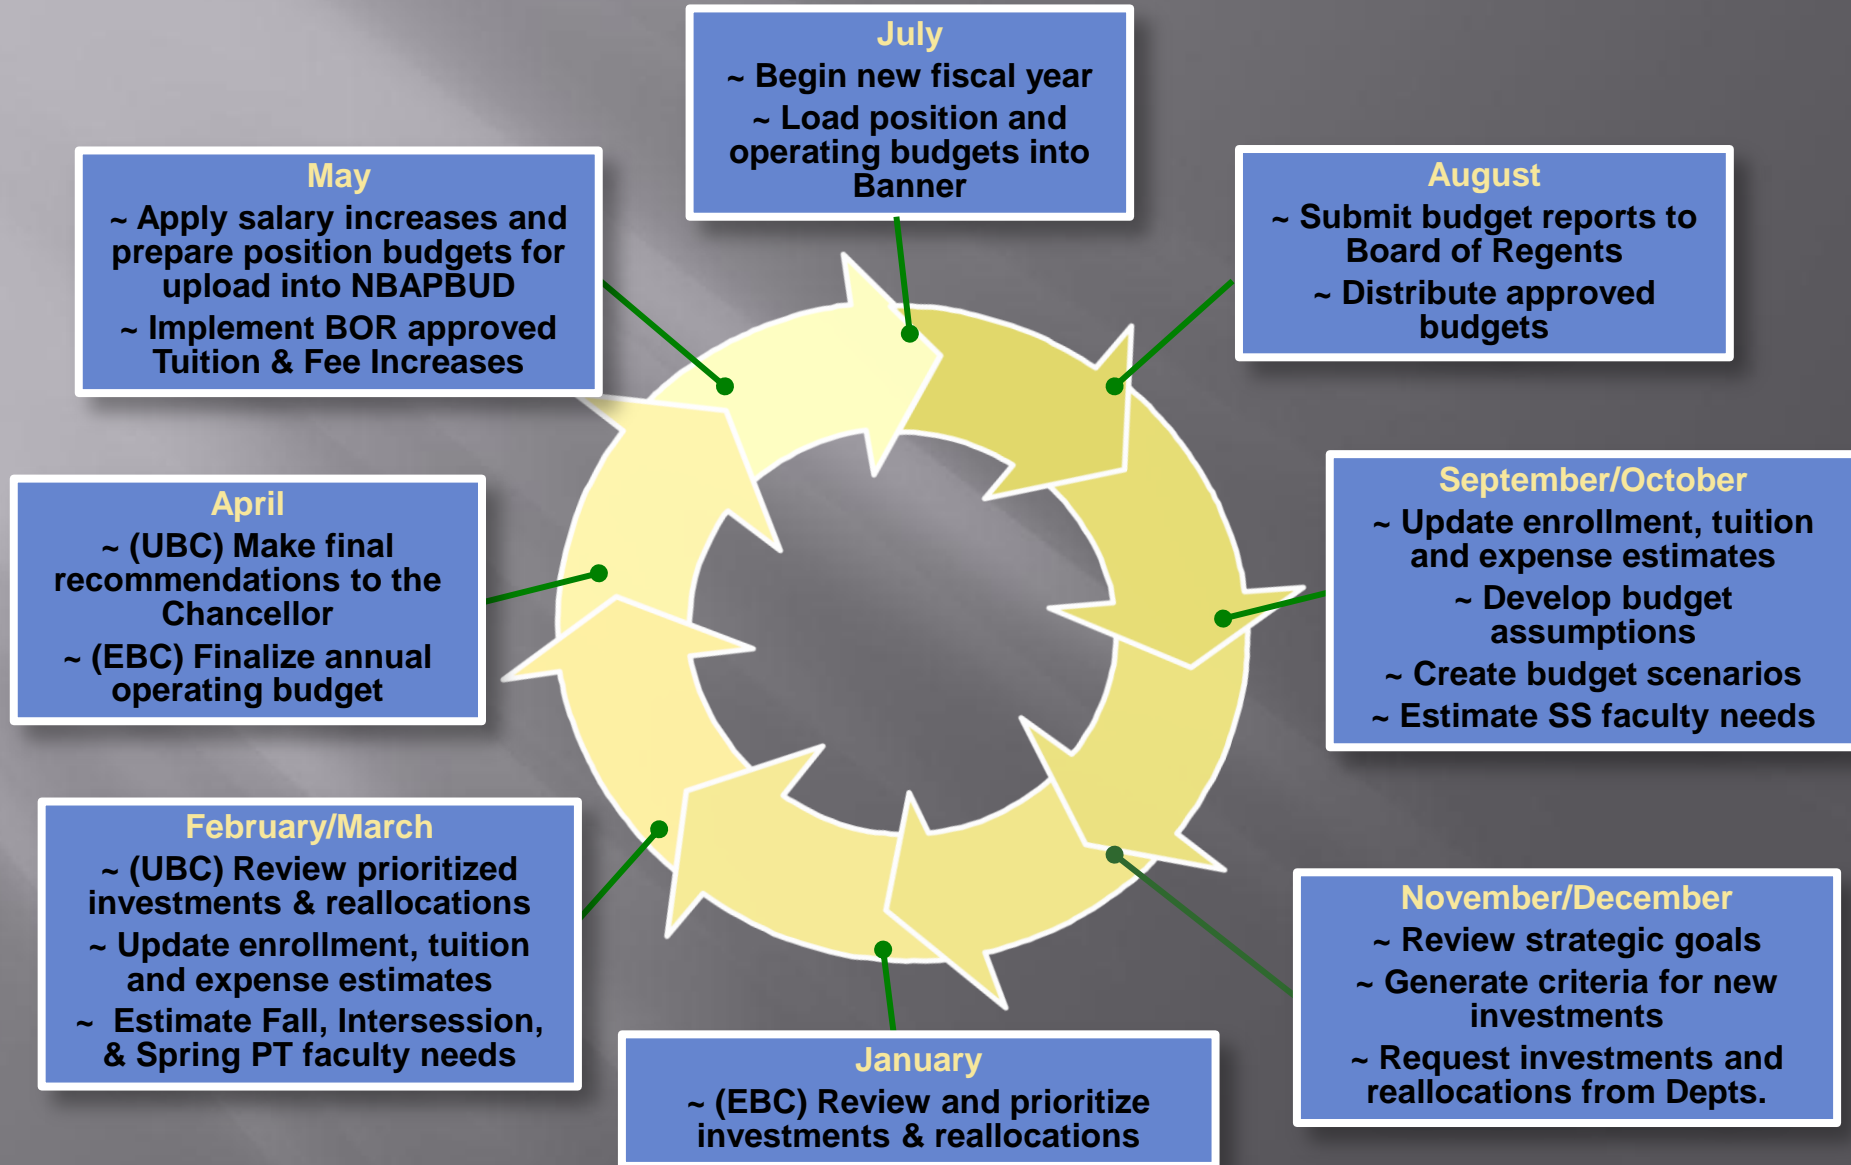 July
~ Begin new fiscal year
~ Load position and
operating budgets into
Banner
August
~ Submit budget reports to
Board of Regents
~ Distribute approved
budgets
September/October
~ Update enrollment, tuition
and expense estimates
~ Develop budget
assumptions
~ Create budget scenarios
~ Estimate SS faculty needs
November/December
~ Review strategic goals
~ Generate criteria for new
investments
~ Request investments and
reallocations from Depts.
January
~ (EBC) Review and prioritize
investments & reallocations
February/March
~ (UBC) Review prioritized
investments & reallocations
~ Update enrollment, tuition
and expense estimates
~ Estimate Fall, Intersession,
& Spring PT faculty needs
April
~ (UBC) Make final
recommendations to the
Chancellor
~ (EBC) Finalize annual
operating budget
May
~ Apply salary increases and
prepare position budgets for
upload into NBAPBUD
~ Implement BOR approved
Tuition & Fee Increases